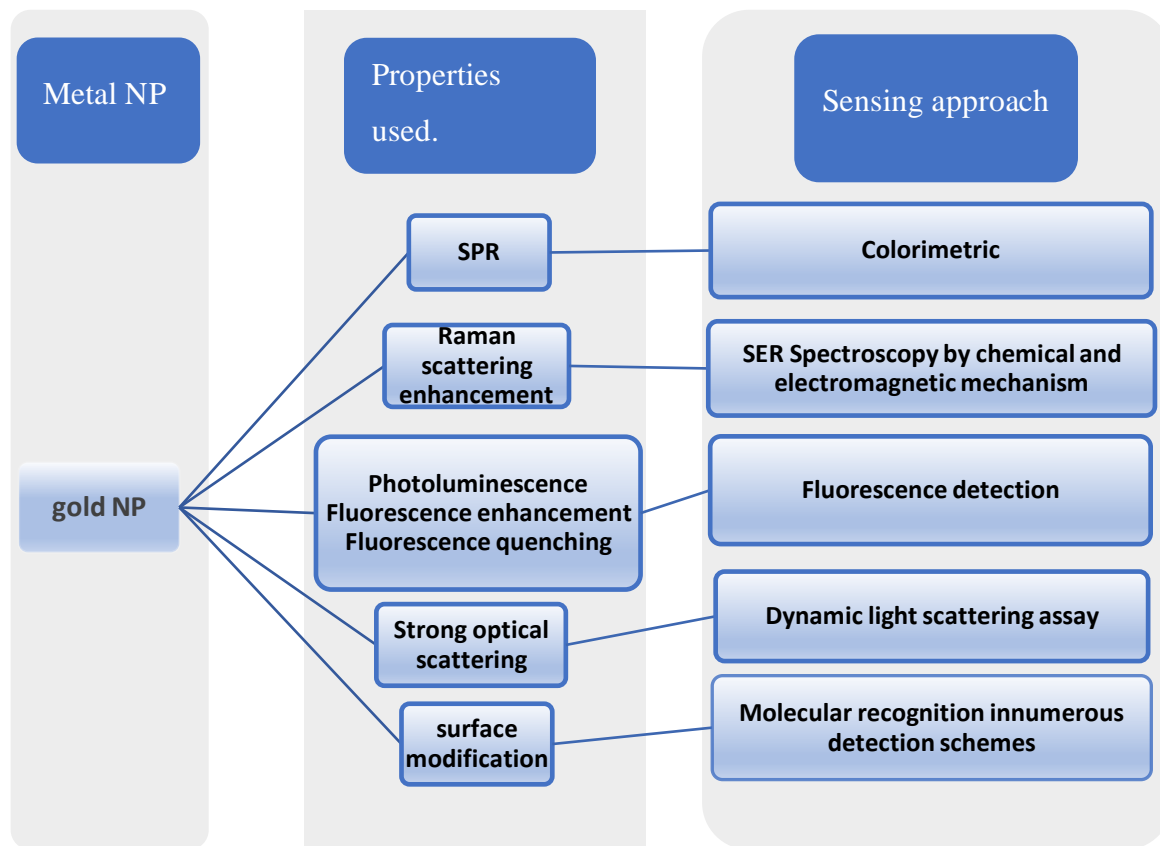 Metal NP
Properties
used.
Sensing approach
gold NP
SPR
Colorimetric
Raman
scattering
enhancement
SER Spectroscopy by chemical and
electromagnetic mechanism
Photoluminescence
Fluorescence enhancement
Fluorescence quenching
Fluorescence detection
Strong optical
scattering
Dynamic light scattering assay
surface
modification
Molecular recognition innumerous
detection schemes